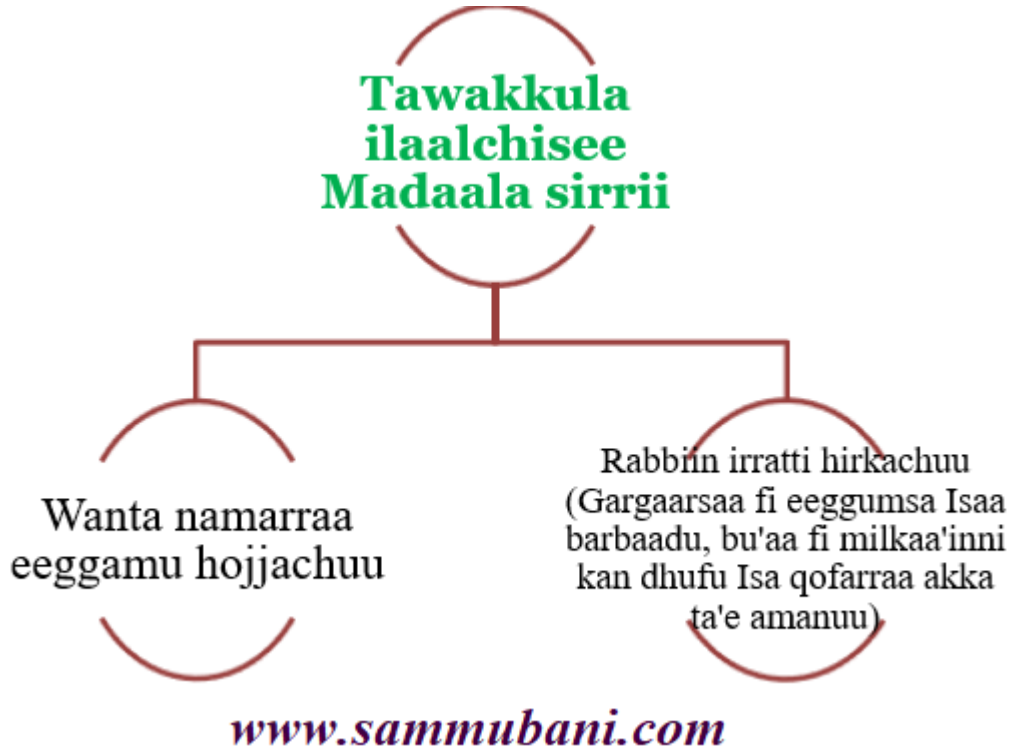 Tawakkula
ilaalchisee
Madaala sirrii
Wanta namarraa
eeggamu hojjachuu
Rabbiin irratti hirkachuu
(Gargaarsaa fi eeggumsa Isaa
barbaadu, bu'aa fi milkaa'inni
kan dhufu Isa qofarraa akka
ta'e amanuu)
www.sammubani.com